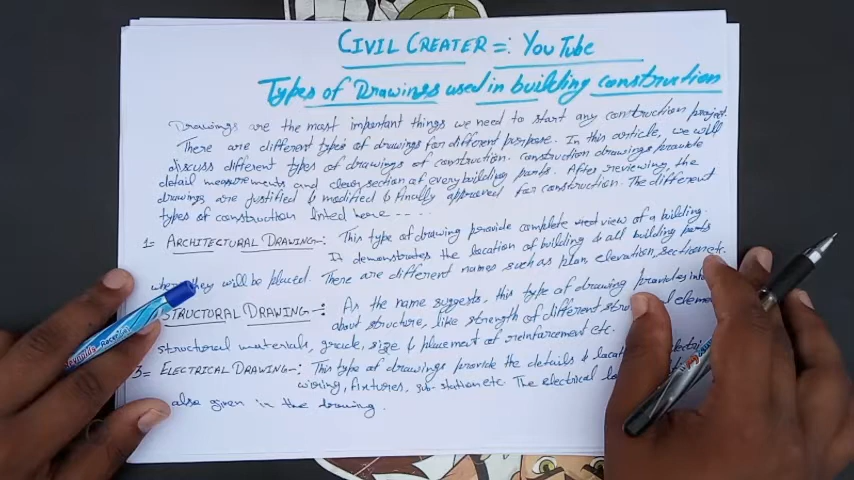 CIVIL CREATER =: YouTube
Types of Drawings used in building construction
Drawings are the most important things we need to start any construction project.
There are different types of drawings for different purpose. In this article, we will
discuss different types of drawings of construction. construction drawings provide
detail measurements and clear section of every building parts. After reviewing the
drawings are justified & modified & finally approved for construction. The different
types of construction listed here ----.
1= ARCHITECTURAL DRAWING-: This type of drawing provide complete view of a building.
It demonstrates the location of building & all building parts
where they will be placed. There are different names such as plan, elevation, section etc.
STRUCTURAL DRAWING-: As the name suggests, this type of drawing provides
about structure, like strength of different
structural materials, grade, size & placement of reinforcement etc.
3= ELECTRICAL DRAWING-: This type of drawings provide the details &
wiring, fixtures, sub-station etc. The electrical
also given in the drawing.